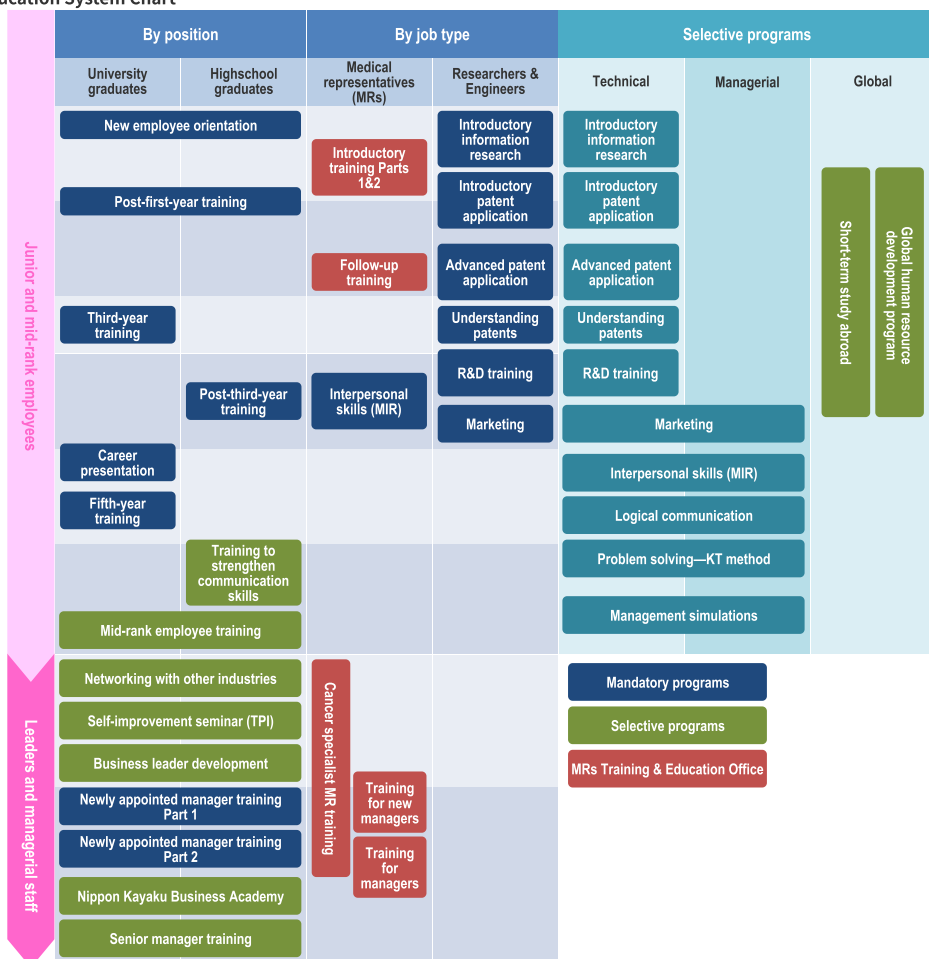 ucation System Chart
By position
By job type
Selective programs
University
graduates
Highschool
graduates
Medical
representatives
(MRs)
Researchers &
Engineers
Technical
Managerial
Global
Junior and mid-rank employees
New employee orientation
Post-first-year training
Third-year
training
Post-third-year
training
Career
presentation
Fifth-year
training
Training to
strengthen
communication
skills
Mid-rank employee training
Introductory
training Parts
1&2
Follow-up
training
Interpersonal
skills (MIR)
Introductory
information
research
Introductory
patent
application
Advanced patent
application
Understanding
patents
R&D training
Marketing
Introductory
information
research
Introductory
patent
application
Advanced patent
application
Understanding
patents
R&D training
Marketing
Interpersonal skills (MIR)
Logical communication
Problem solving—KT method
Management simulations
Short-term study abroad
Global human resource
development program
Leaders and managerial staff
Networking with other industries
Self-improvement seminar (TPI)
Business leader development
Newly appointed manager training
Part 1
Newly appointed manager training
Part 2
Nippon Kayaku Business Academy
Senior manager training
Cancer specialist MR training
Training
for new
managers
Training
for
managers
Mandatory programs
Selective programs
MRs Training & Education Office